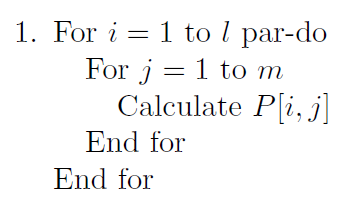 1. For i = 1 to l par-do
For j = 1 to m
Calculate P[i, j]
End for
End for